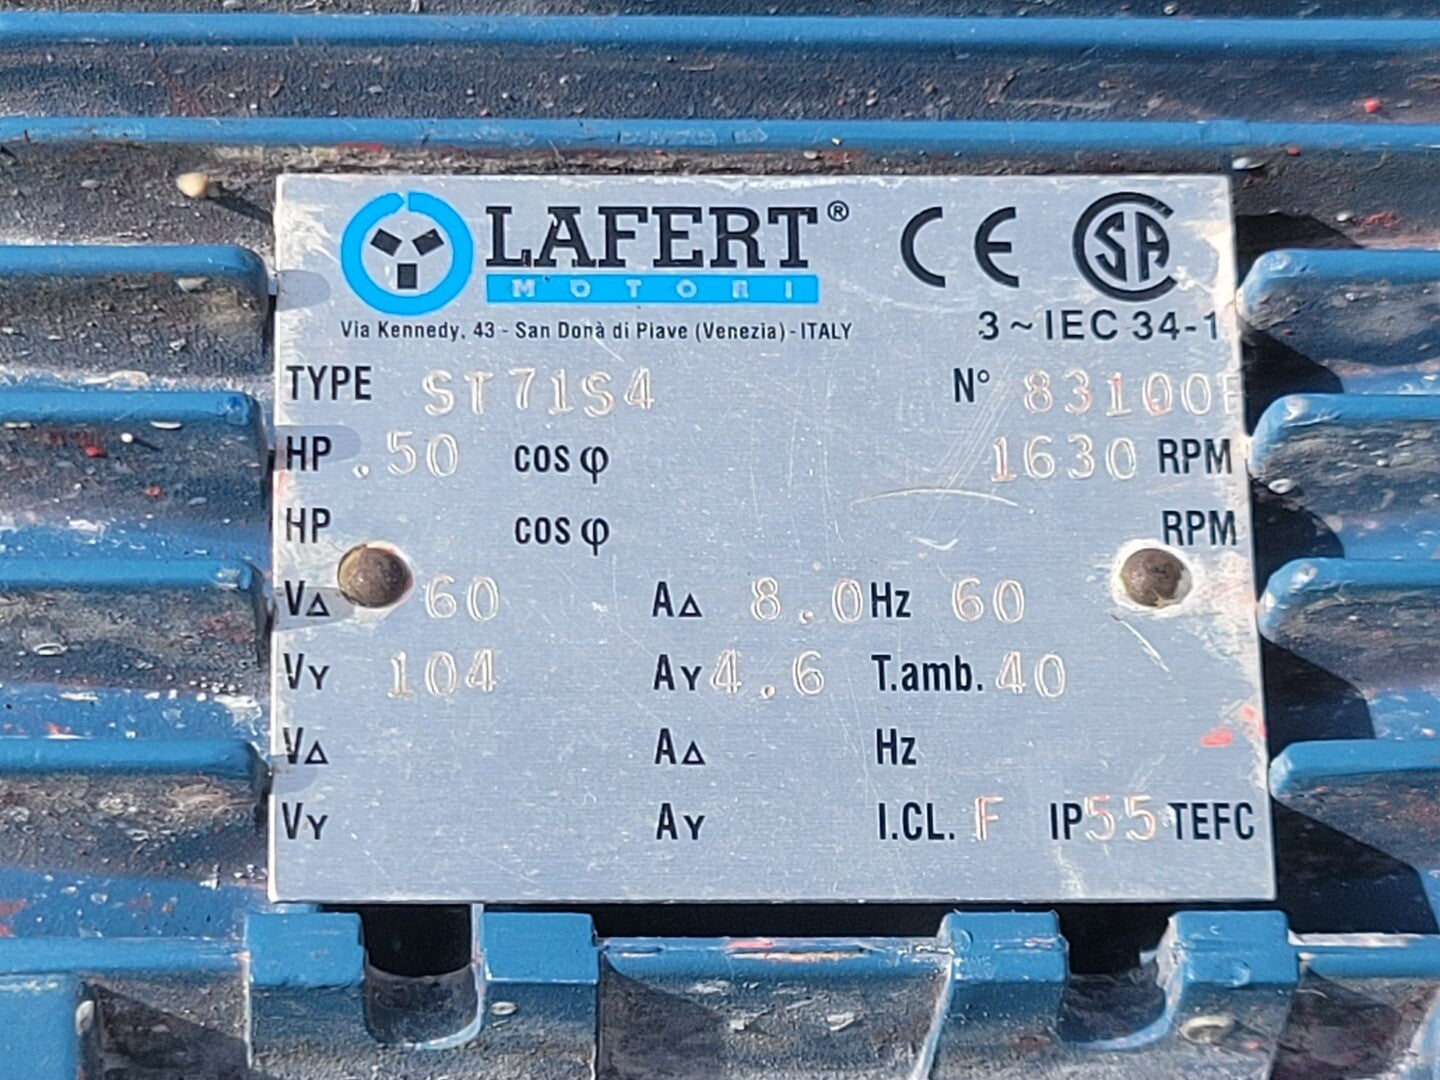 LAFERT® CE SA
MOTORI
Via Kennedy, 43 - San Donà di Piave (Venezia) - ITALY
3 ~ IEC 34-1
TYPE ST71S4 N° 83100E
HP .50 cos φ 1630 RPM
HP cos φ RPM
V△ 60 A△ 8.0 Hz 60
VY 104 AY 4.6 T.amb. 40
V△ A△ Hz
VY AY I.CL. F IP55 TEFC